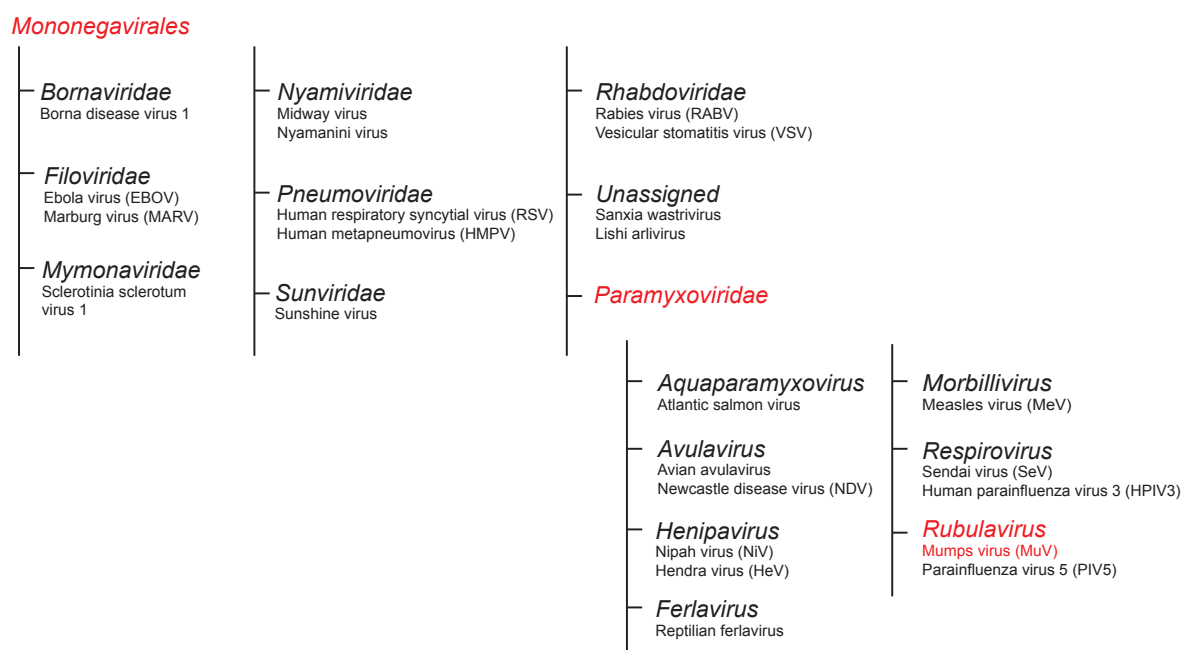 Mononegavirales
Bornaviridae
Borna disease virus 1
Filoviridae
Ebola virus (EBOV)
Marburg virus (MARV)
Mymonaviridae
Sclerotinia sclerotum
virus 1
Nyamiviridae
Midway virus
Nyamanini virus
Pneumoviridae
Human respiratory syncytial virus (RSV)
Human metapneumovirus (HMPV)
Sunviridae
Sunshine virus
Rhabdoviridae
Rabies virus (RABV)
Vesicular stomatitis virus (VSV)
Unassigned
Sanxia wastrivirus
Lishi arlivirus
Paramyxoviridae
Aquaparamyxovirus
Atlantic salmon virus
Avulavirus
Avian avulavirus
Newcastle disease virus (NDV)
Henipavirus
Nipah virus (NiV)
Hendra virus (HeV)
Ferlavirus
Reptilian ferlavirus
Morbillivirus
Measles virus (MeV)
Respirovirus
Sendai virus (SeV)
Human parainfluenza virus 3 (HPIV3)
Rubulavirus
Mumps virus (MuV)
Parainfluenza virus 5 (PIV5)